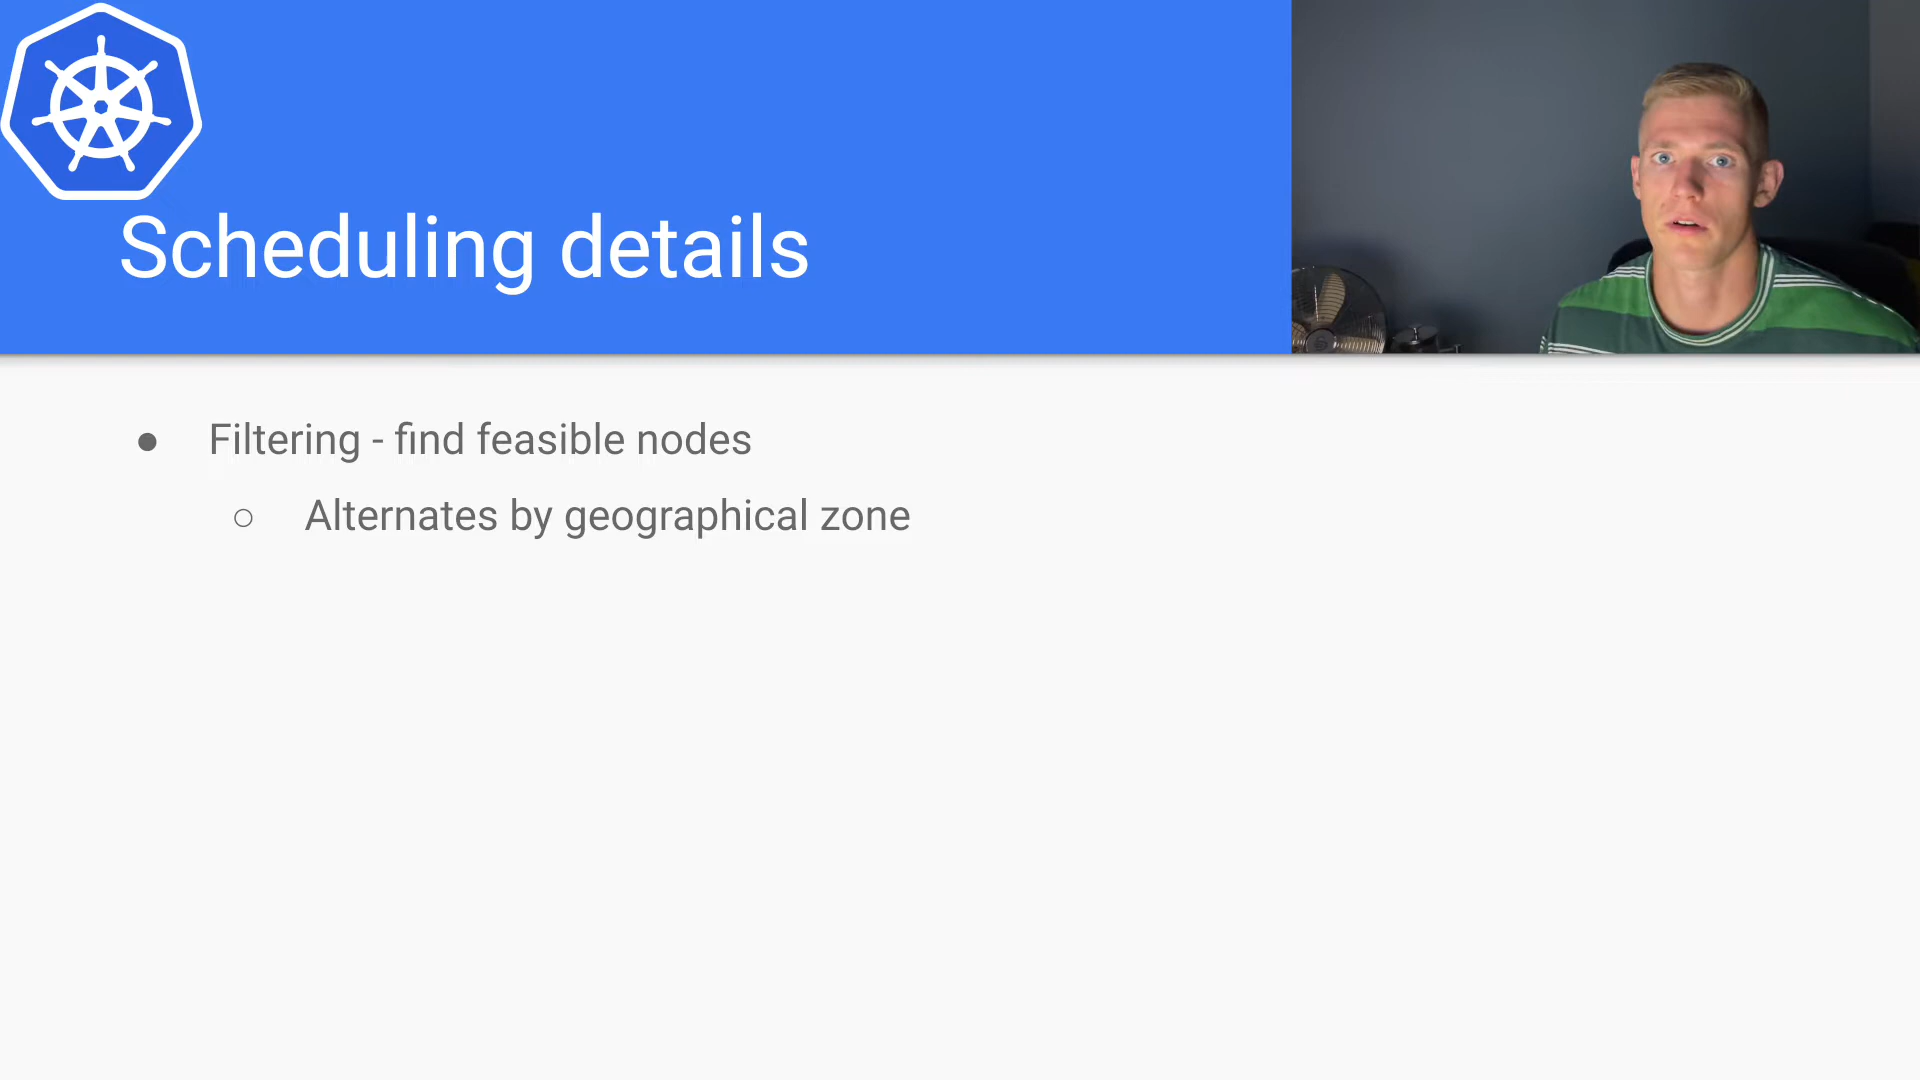 Scheduling details
● Filtering - find feasible nodes
○ Alternates by geographical zone